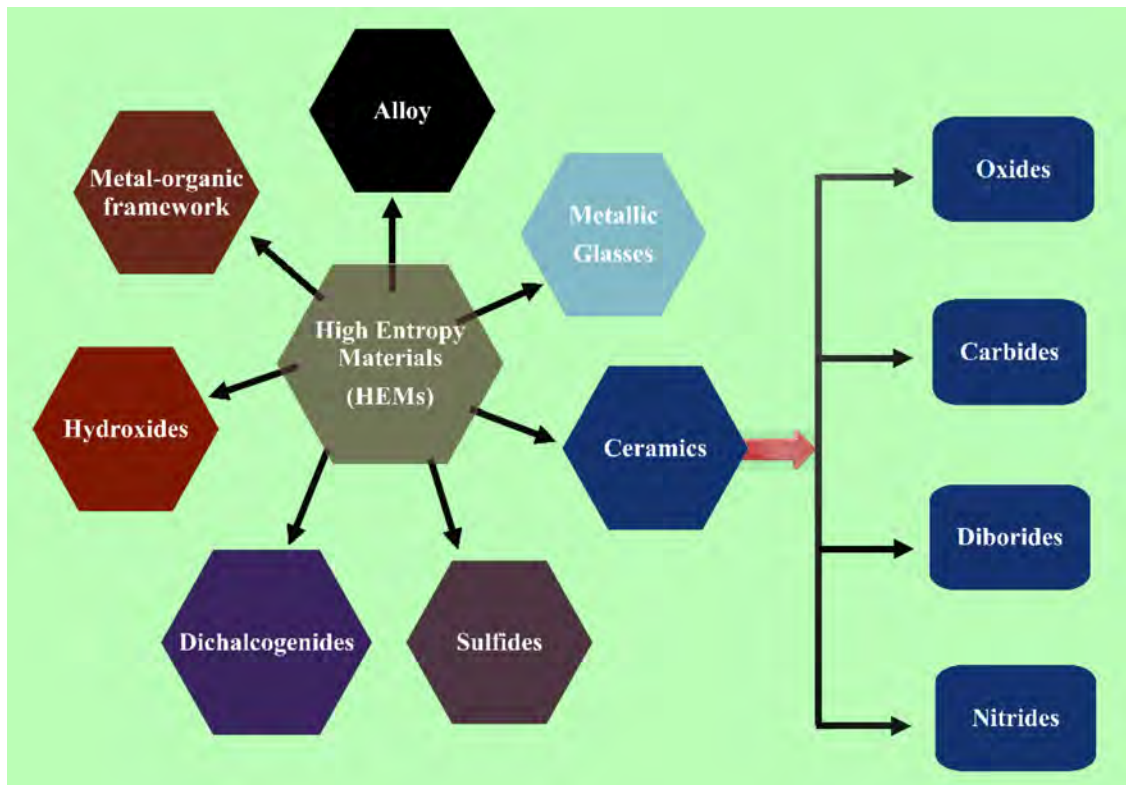 Alloy
Metal-organic
framework
Metallic
Glasses
High Entropy
Materials
(HEMs)
Hydroxides
Ceramics
Dichalcogenides
Sulfides
Oxides
Carbides
Diborides
Nitrides